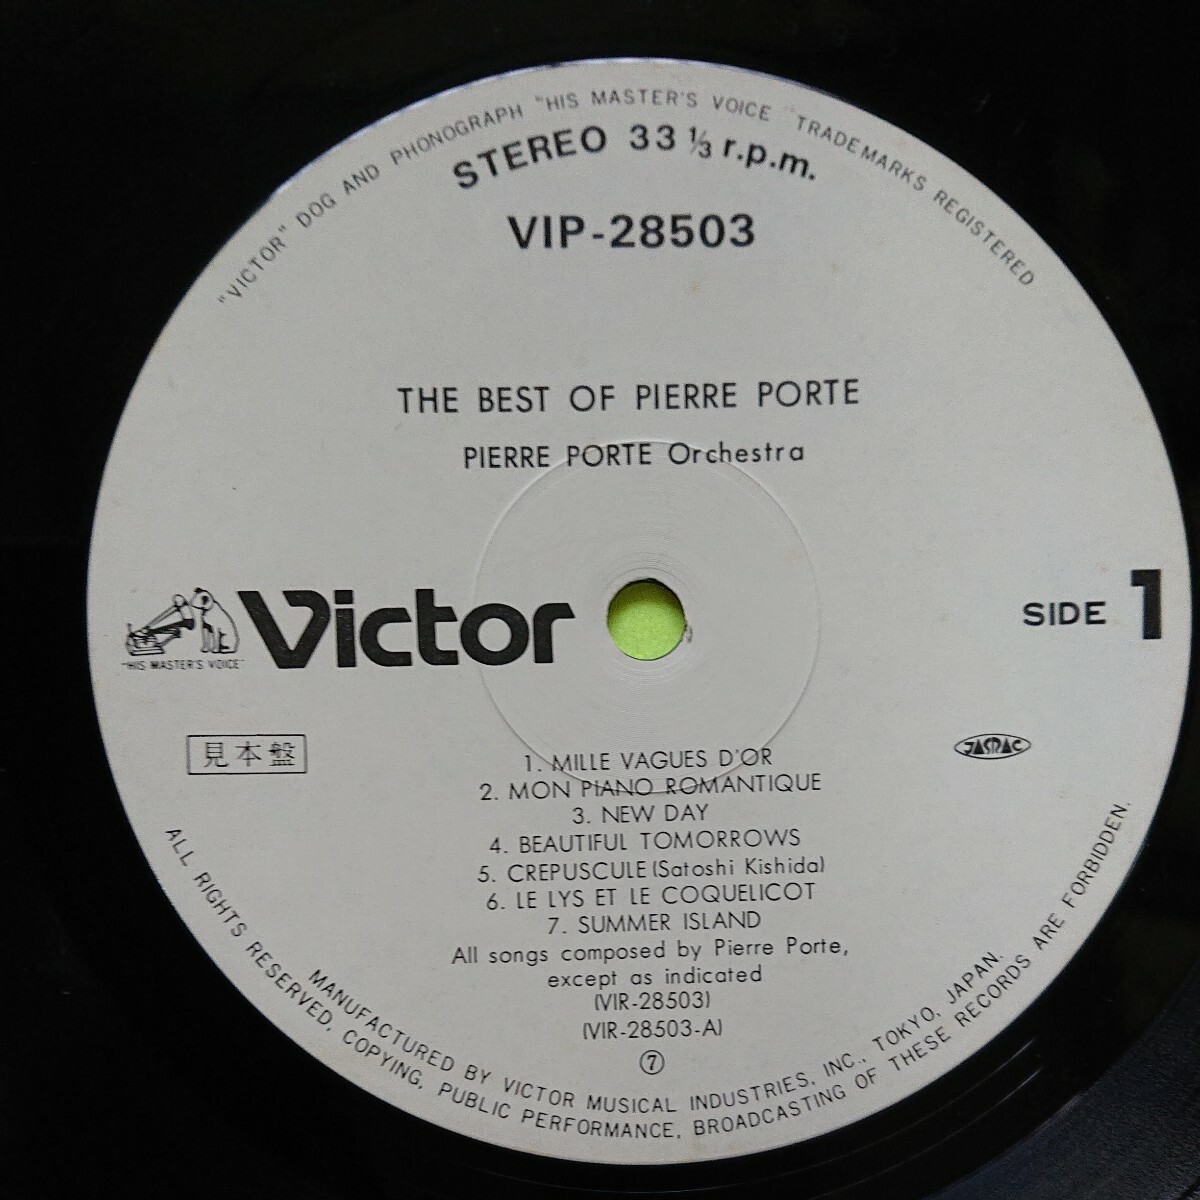 "VICTOR" DOG AND PHONOGRAPH "HIS MASTER'S VOICE" TRADEMARKS REGISTERED
STEREO 33 1/3 r.p.m.
VIP-28503
THE BEST OF PIERRE PORTE
PIERRE PORTE Orchestra
Victor
"HIS MASTER'S VOICE"
SIDE 1
見本盤
JASRAC
1. MILLE VAGUES D'OR
2. MON PIANO ROMANTIQUE
3. NEW DAY
4. BEAUTIFUL TOMORROWS
5. CREPUSCULE (Satoshi Kishida)
6. LE LYS ET LE COQUELICOT
7. SUMMER ISLAND
All songs composed by Pierre Porte,
except as indicated
(VIR-28503)
(VIR-28503-A)
⑦
MANUFACTURED BY VICTOR MUSICAL INDUSTRIES, INC., TOKYO, JAPAN.
ALL RIGHTS RESERVED, COPYING, PUBLIC PERFORMANCE, BROADCASTING OF THESE RECORDS ARE FORBIDDEN.